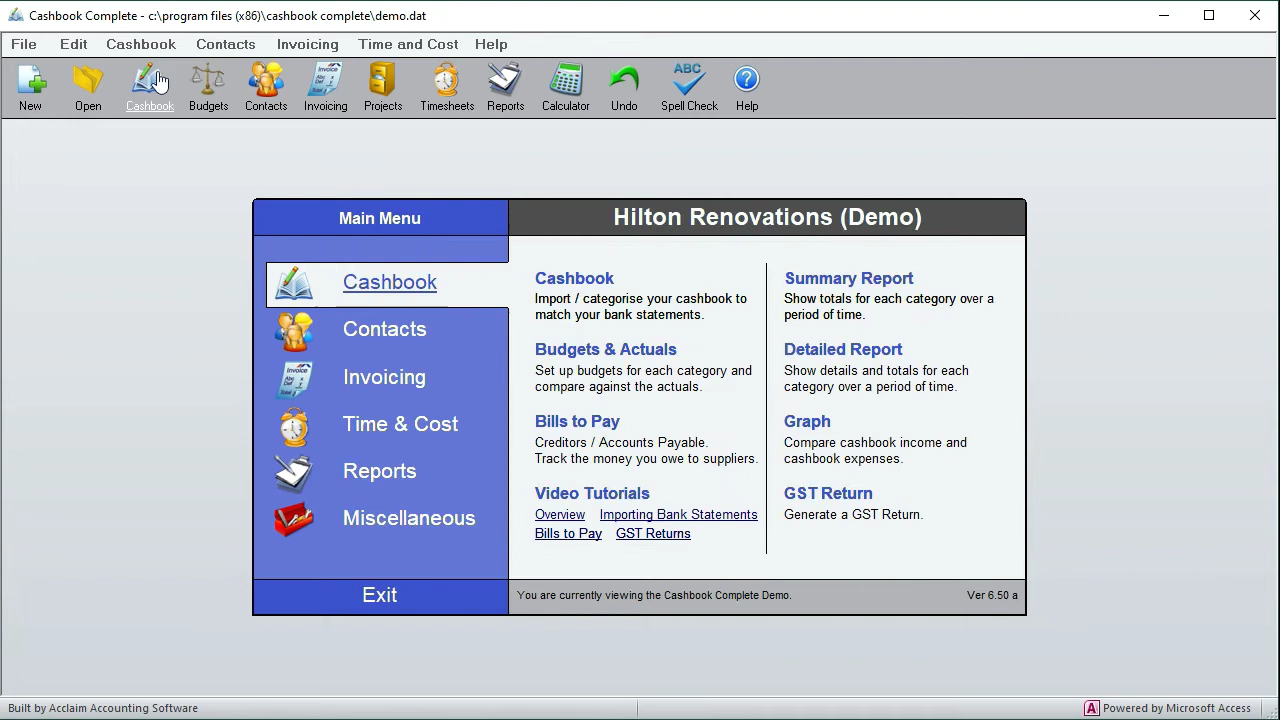 Cashbook Complete - c:\program files (x86)\cashbook complete\demo.dat
File Edit Cashbook Contacts Invoicing Time and Cost Help
New Open Cashbook Budgets Contacts Invoicing Projects Timesheets Reports Calculator Undo Spell Check Help
Main Menu
Cashbook
Contacts
Invoicing
Time & Cost
Reports
Miscellaneous
Exit
Hilton Renovations (Demo)
Cashbook
Import / categorise your cashbook to
match your bank statements.
Budgets & Actuals
Set up budgets for each category and
compare against the actuals.
Bills to Pay
Creditors / Accounts Payable.
Track the money you owe to suppliers.
Video Tutorials
Overview Importing Bank Statements
Bills to Pay GST Returns
Summary Report
Show totals for each category over a
period of time.
Detailed Report
Show details and totals for each
category over a period of time.
Graph
Compare cashbook income and
cashbook expenses.
GST Return
Generate a GST Return.
You are currently viewing the Cashbook Complete Demo. Ver 6.50 a
Built by Acclaim Accounting Software
Powered by Microsoft Access